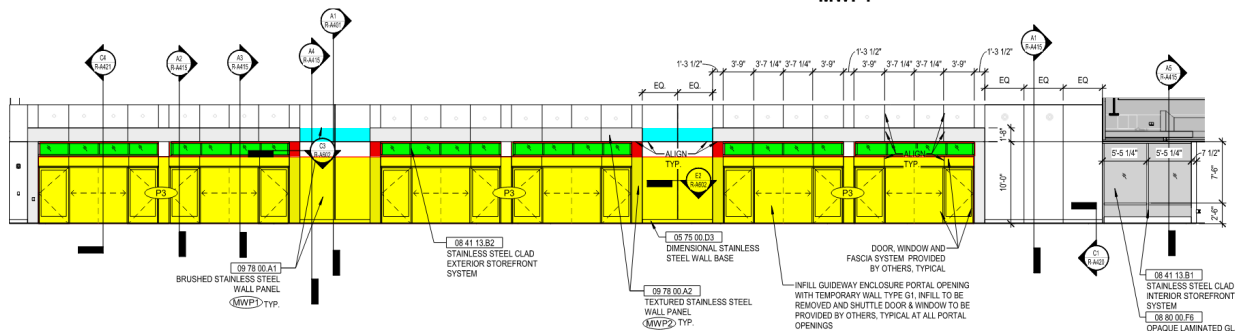 MWP1
A1
R-A401
A4
R-A415
A1
R-A415
C4
R-A421
A2
R-A415
A3
R-A415
A5
R-A415
1'-3 1/2"
1'-3 1/2"
1'-3 1/2"
3'-9" 3'-7 1/4" 3'-7 1/4" 3'-9"
3'-9" 3'-7 1/4" 3'-7 1/4" 3'-9"
EQ. EQ.
EQ EQ EQ
C3
R-A602
ALIGN
TYP.
ALIGN
TYP.
1'-8"
10'-0"
5'-5 1/4" 5'-5 1/4" 7 1/2"
7'-6"
2'-6"
E2
R-A602
P3
P3
P3
09 78 00.A1
BRUSHED STAINLESS STEEL
WALL PANEL
MWP1 TYP.
08 41 13.B2
STAINLESS STEEL CLAD
EXTERIOR STOREFRONT
SYSTEM
05 75 00.D3
DIMENSIONAL STAINLESS
STEEL WALL BASE
09 78 00.A2
TEXTURED STAINLESS STEEL
WALL PANEL
MWP2 TYP.
DOOR, WINDOW AND
FASCIA SYSTEM PROVIDED
BY OTHERS, TYPICAL
INFILL GUIDEWAY ENCLOSURE PORTAL OPENING
WITH TEMPORARY WALL TYPE G1, INFILL TO BE
REMOVED AND SHUTTLE DOOR & WINDOW TO BE
PROVIDED BY OTHERS, TYPICAL AT ALL PORTAL
OPENINGS
C1
R-A420
08 41 13.B1
STAINLESS STEEL CLAD
INTERIOR STOREFRONT
SYSTEM
08 80 00.F6
OPAQUE LAMINATED GL